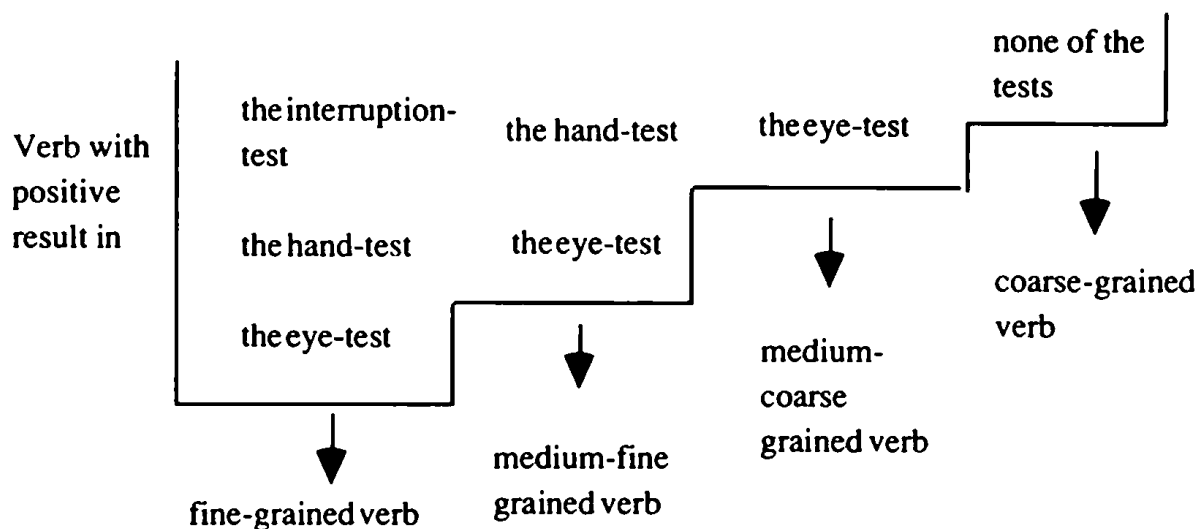 Verb with
positive
result in
the interruption-
test
the hand-test
the eye-test
fine-grained verb
the hand-test
the eye-test
medium-fine
grained verb
the eye-test
medium-
coarse
grained verb
none of the
tests
coarse-grained
verb